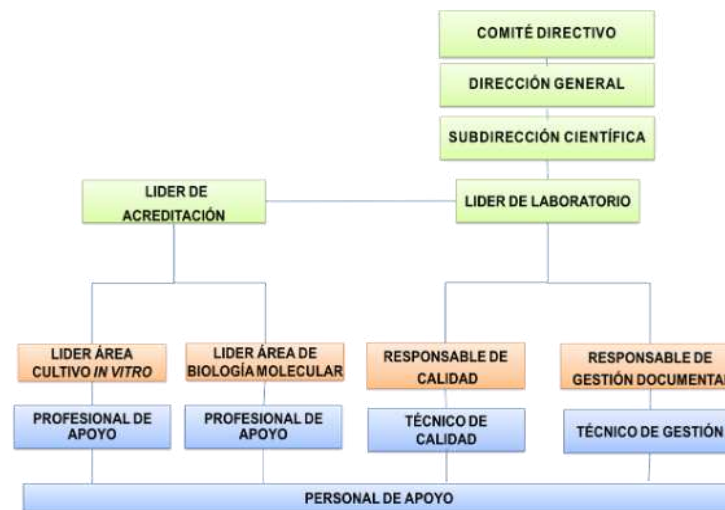 COMITÉ DIRECTIVO
DIRECCIÓN GENERAL
SUBDIRECCIÓN CIENTÍFICA
LIDER DE
ACREDITACIÓN
LIDER DE LABORATORIO
LIDER ÁREA
CULTIVO IN VITRO
LIDER ÁREA DE
BIOLOGÍA MOLECULAR
RESPONSABLE DE
CALIDAD
RESPONSABLE DE
GESTIÓN DOCUMENTAL
PROFESIONAL DE
APOYO
PROFESIONAL DE
APOYO
TÉCNICO DE
CALIDAD
TÉCNICO DE GESTIÓN
PERSONAL DE APOYO